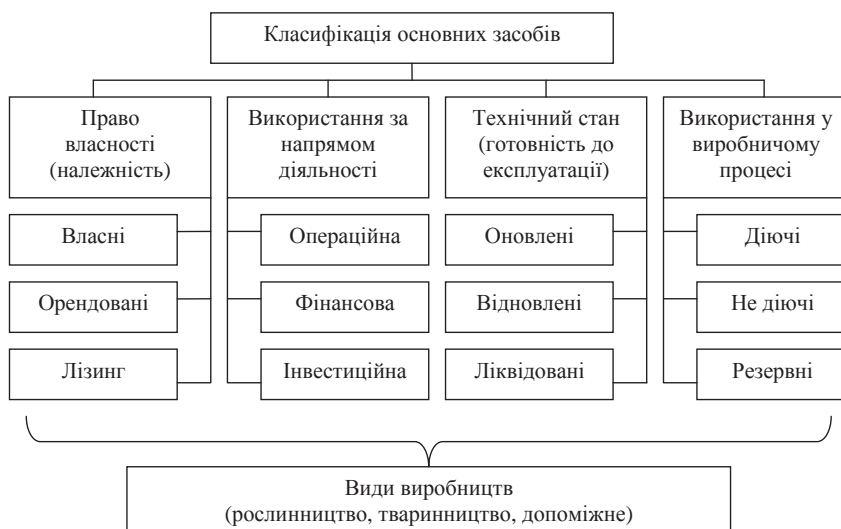 Класифікація основних засобів
Право
власності
(належність)
Використання за
напрямом
діяльності
Технічний стан
(готовність до
експлуатації)
Використання у
виробничому
процесі
Власні
Операційна
Оновлені
Діючі
Орендовані
Фінансова
Відновлені
Не діючі
Лізинг
Інвестиційна
Ліквідовані
Резервні
Види виробництв
(рослинництво, тваринництво, допоміжне)